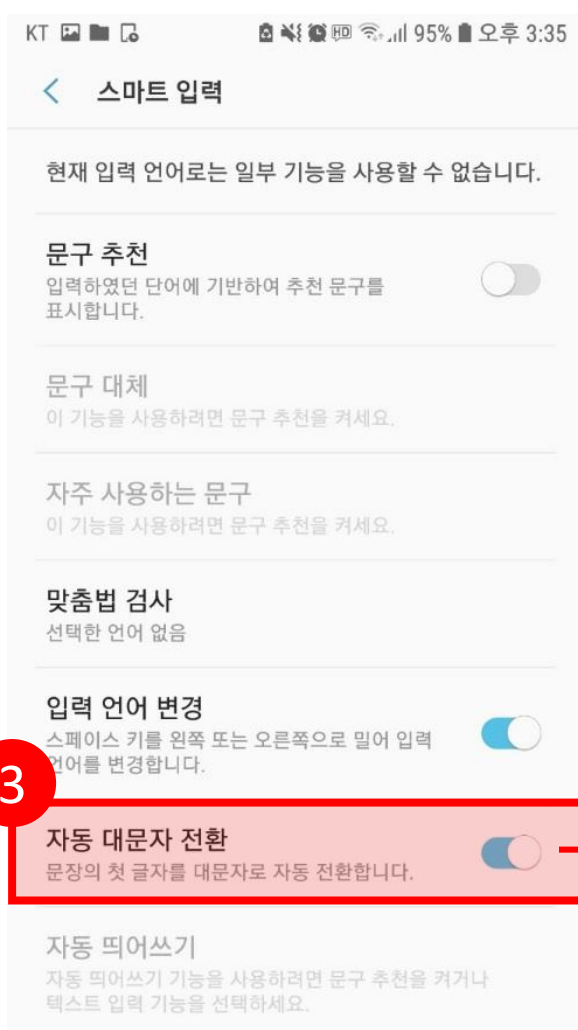 KT HD 95% 오후 3:35
스마트 입력
현재 입력 언어로는 일부 기능을 사용할 수 없습니다.
문구 추천
입력하였던 단어에 기반하여 추천 문구를
표시합니다.
문구 대체
이 기능을 사용하려면 문구 추천을 켜세요.
자주 사용하는 문구
이 기능을 사용하려면 문구 추천을 켜세요.
맞춤법 검사
선택한 언어 없음
입력 언어 변경
스페이스 키를 왼쪽 또는 오른쪽으로 밀어 입력
언어를 변경합니다.
3
자동 대문자 전환
문장의 첫 글자를 대문자로 자동 전환합니다.
자동 띄어쓰기
자동 띄어쓰기 기능을 사용하려면 문구 추천을 켜거나
텍스트 입력 기능을 선택하세요.